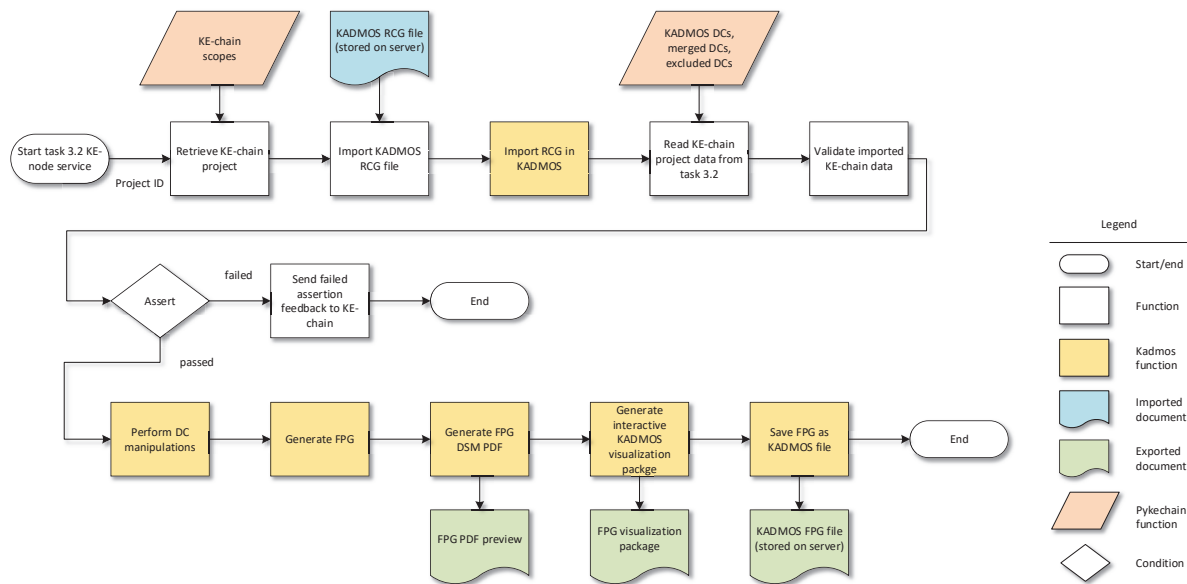 KE-chain
scopes
KADMOS RCG file
(stored on server)
KADMOS DCs,
merged DCs,
excluded DCs
Start task 3.2 KE-
node service
Project ID
Retrieve KE-chain
project
Import KADMOS
RCG file
Import RCG in
KADMOS
Read KE-chain
project data from
task 3.2
Validate imported
KE-chain data
Assert
failed
Send failed
assertion
feedback to KE-
chain
End
passed
Perform DC
manipulations
Generate FPG
Generate FPG
DSM PDF
Generate
interactive
KADMOS
visualization
packge
Save FPG as
KADMOS file
End
FPG PDF preview
FPG visualization
package
KADMOS FPG file
(stored on server)
Legend
Start/end
Function
Kadmos
function
Imported
document
Exported
document
Pykechain
function
Condition